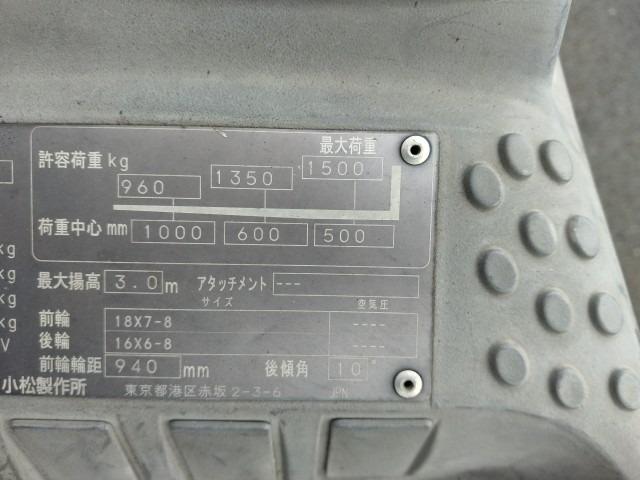 最大荷重
許容荷重 kg 960 1350 1500
荷重中心 mm 1000 600 500
kg
kg 最大揚高 3.0 m アタッチメント ---
kg サイズ 空気圧
kg 前輪 18X7-8 ----
V 後輪 16X6-8 ----
前輪輪距 940 mm 後傾角 10°
小松製作所 東京都港区赤坂2-3-6 JPN